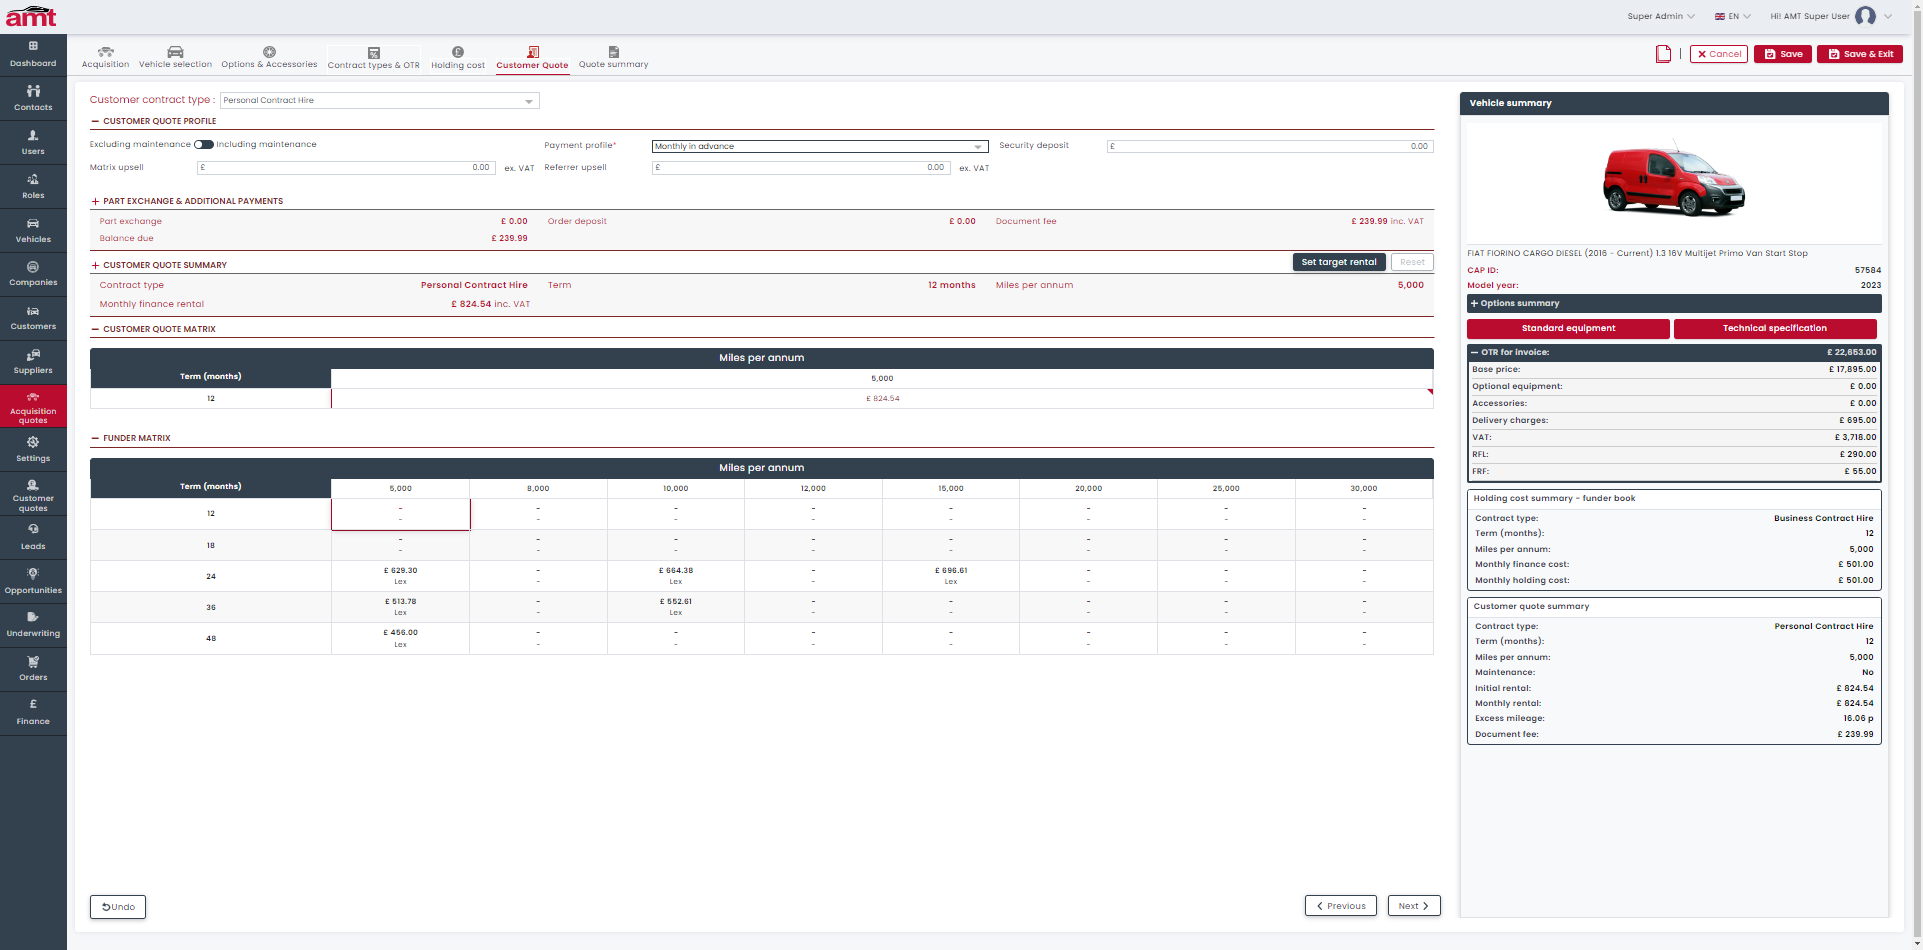 amt
Super Admin
EN
Hi! AMT Super User
Dashboard
Contacts
Users
Roles
Vehicles
Companies
Customers
Suppliers
Acquisition
quotes
Settings
Customer
quotes
Leads
Opportunities
Underwriting
Orders
£
Finance
Acquisition
Vehicle selection
Options & Accessories
Contract types & OTR
Holding cost
Customer Quote
Quote summary
Cancel
Save
Save & Exit
Customer contract type : Personal Contract Hire
CUSTOMER QUOTE PROFILE
Excluding maintenance Including maintenance Payment profile* Monthly in advance Security deposit £ 0.00
Matrix upsell £ 0.00 ex. VAT Referrer upsell £ 0.00 ex. VAT
+ PART EXCHANGE & ADDITIONAL PAYMENTS
Part exchange £ 0.00 Order deposit £ 0.00 Document fee £ 239.99 inc. VAT
Balance due £ 239.99
+ CUSTOMER QUOTE SUMMARY Set target rental Reset
Contract type Personal Contract Hire Term 12 months Miles per annum 5,000
Monthly finance rental £ 824.54 inc. VAT
– CUSTOMER QUOTE MATRIX
Miles per annum
Term (months) 5,000
12 £ 824.54
– FUNDER MATRIX
Miles per annum
Term (months) 5,000 8,000 10,000 12,000 15,000 20,000 25,000 30,000
12 - - - - - - - -
- - - - - - - -
18 - - - - - - - -
- - - - - - - -
24 £ 629.30 - £ 664.38 - £ 696.61 - - -
Lex - Lex - Lex - - -
36 £ 513.78 - £ 552.61 - - - - -
Lex - Lex - - - - -
48 £ 456.00 - - - - - - -
Lex - - - - - - -
Undo
Previous
Next
Vehicle summary
FIAT FIORINO CARGO DIESEL (2016 - Current) 1.3 16V Multijet Primo Van Start Stop
CAP ID: 57584
Model year: 2023
+ Options summary
Standard equipment Technical specification
– OTR for invoice: £ 22,653.00
Base price: £ 17,895.00
Optional equipment: £ 0.00
Accessories: £ 0.00
Delivery charges: £ 695.00
VAT: £ 3,718.00
RFL: £ 290.00
FRF: £ 55.00
Holding cost summary - funder book
Contract type: Business Contract Hire
Term (months): 12
Miles per annum: 5,000
Monthly finance cost: £ 501.00
Monthly holding cost: £ 501.00
Customer quote summary
Contract type: Personal Contract Hire
Term (months): 12
Miles per annum: 5,000
Maintenance: No
Initial rental: £ 824.54
Monthly rental: £ 824.54
Excess mileage: 16.06 p
Document fee: £ 239.99